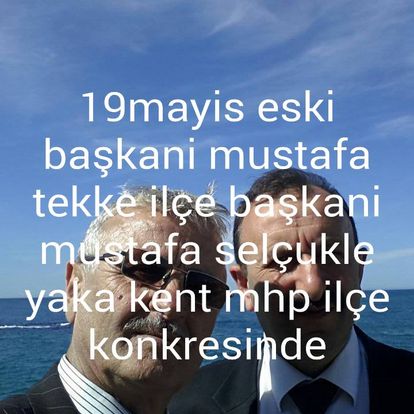 19mayis eski
başkani mustafa
tekke ilçe başkani
mustafa selçukle
yaka kent mhp ilçe
konkresinde